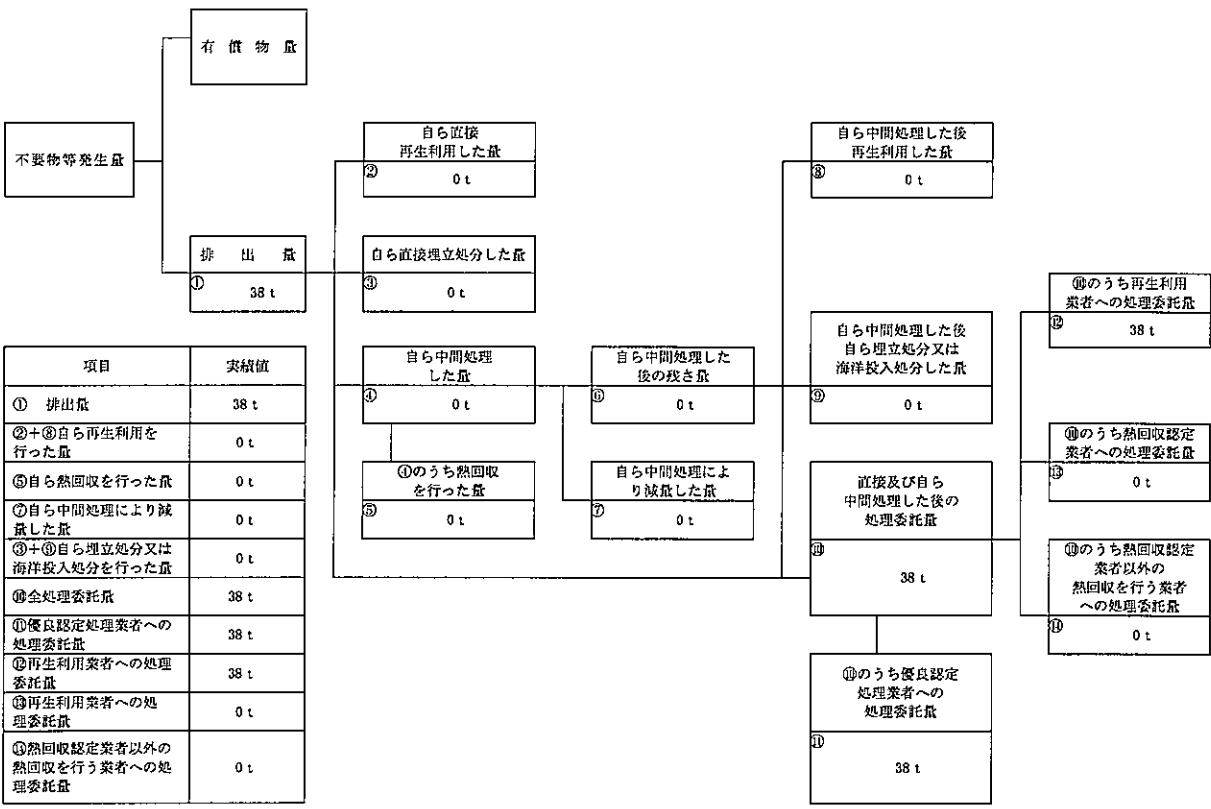 有償物量
不要物等発生量
排出量
①
38 t
自ら直接
再生利用した量
②
0 t
自ら直接埋立処分した量
③
0 t
自ら中間処理
した量
④
0 t
④のうち熱回収
を行った量
⑤
0 t
自ら中間処理した
後の残さ量
⑥
0 t
自ら中間処理によ
り減量した量
⑦
0 t
自ら中間処理した後
再生利用した量
⑧
0 t
自ら中間処理した後
自ら埋立処分又は
海洋投入処分した量
⑨
0 t
直接及び自ら
中間処理した後の
処理委託量
⑩
38 t
⑩のうち優良認定
処理業者への
処理委託量
⑪
38 t
⑩のうち再生利用
業者への処理委託量
⑫
38 t
⑩のうち熱回収認定
業者への処理委託量
⑬
0 t
⑩のうち熱回収認定
業者以外の
熱回収を行う業者
への処理委託量
⑭
0 t
項目 実績値
① 排出量 38 t
②+⑧自ら再生利用を
行った量 0 t
⑤自ら熱回収を行った量 0 t
⑦自ら中間処理により減
量した量 0 t
③+⑨自ら埋立処分又は
海洋投入処分を行った量 0 t
⑩全処理委託量 38 t
⑪優良認定処理業者への
処理委託量 38 t
⑫再生利用業者への処理
委託量 38 t
⑬再生利用業者への処
理委託量 0 t
⑭熱回収認定業者以外の
熱回収を行う業者への処
理委託量 0 t